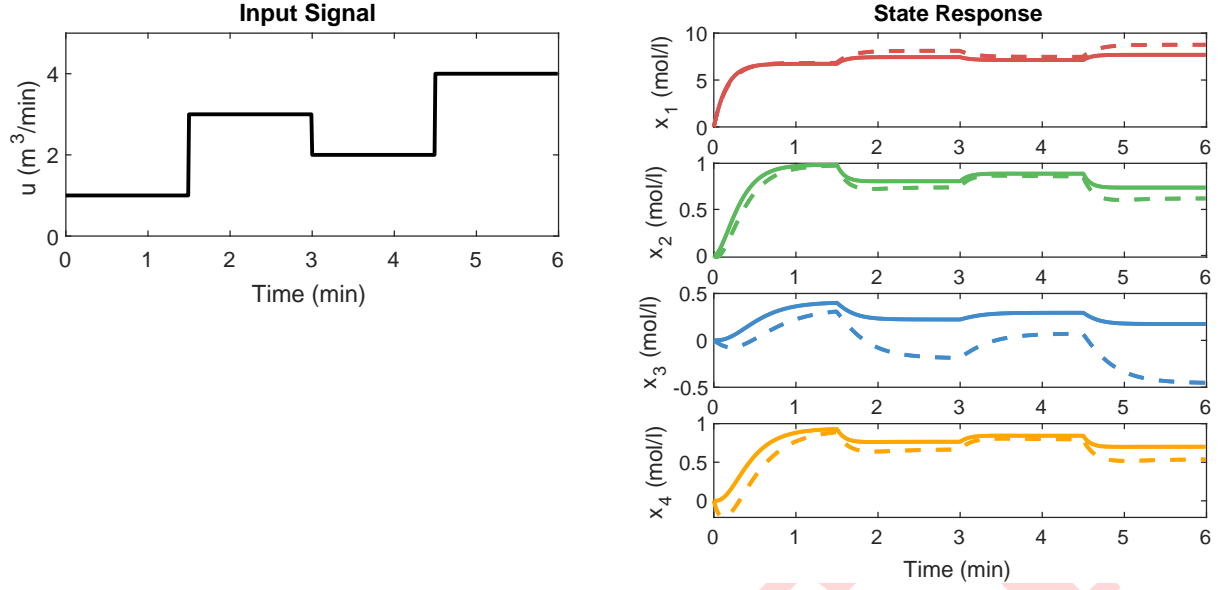 Input Signal
u (m³/min)
4
2
0
0 1 2 3 4 5 6
Time (min)
State Response
x₁ (mol/l)
10
5
0
0 1 2 3 4 5 6
x₂ (mol/l)
1
0.5
0
0 1 2 3 4 5 6
x₃ (mol/l)
0.5
0
-0.5
0 1 2 3 4 5 6
x₄ (mol/l)
1
0.5
0
0 1 2 3 4 5 6
Time (min)